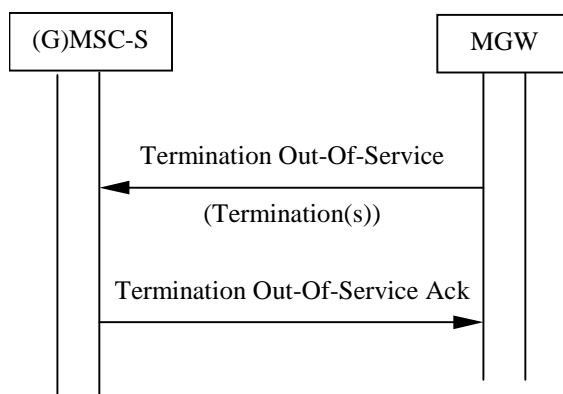 (G)MSC-S
MGW
Termination Out-Of-Service
(Termination(s))
Termination Out-Of-Service Ack